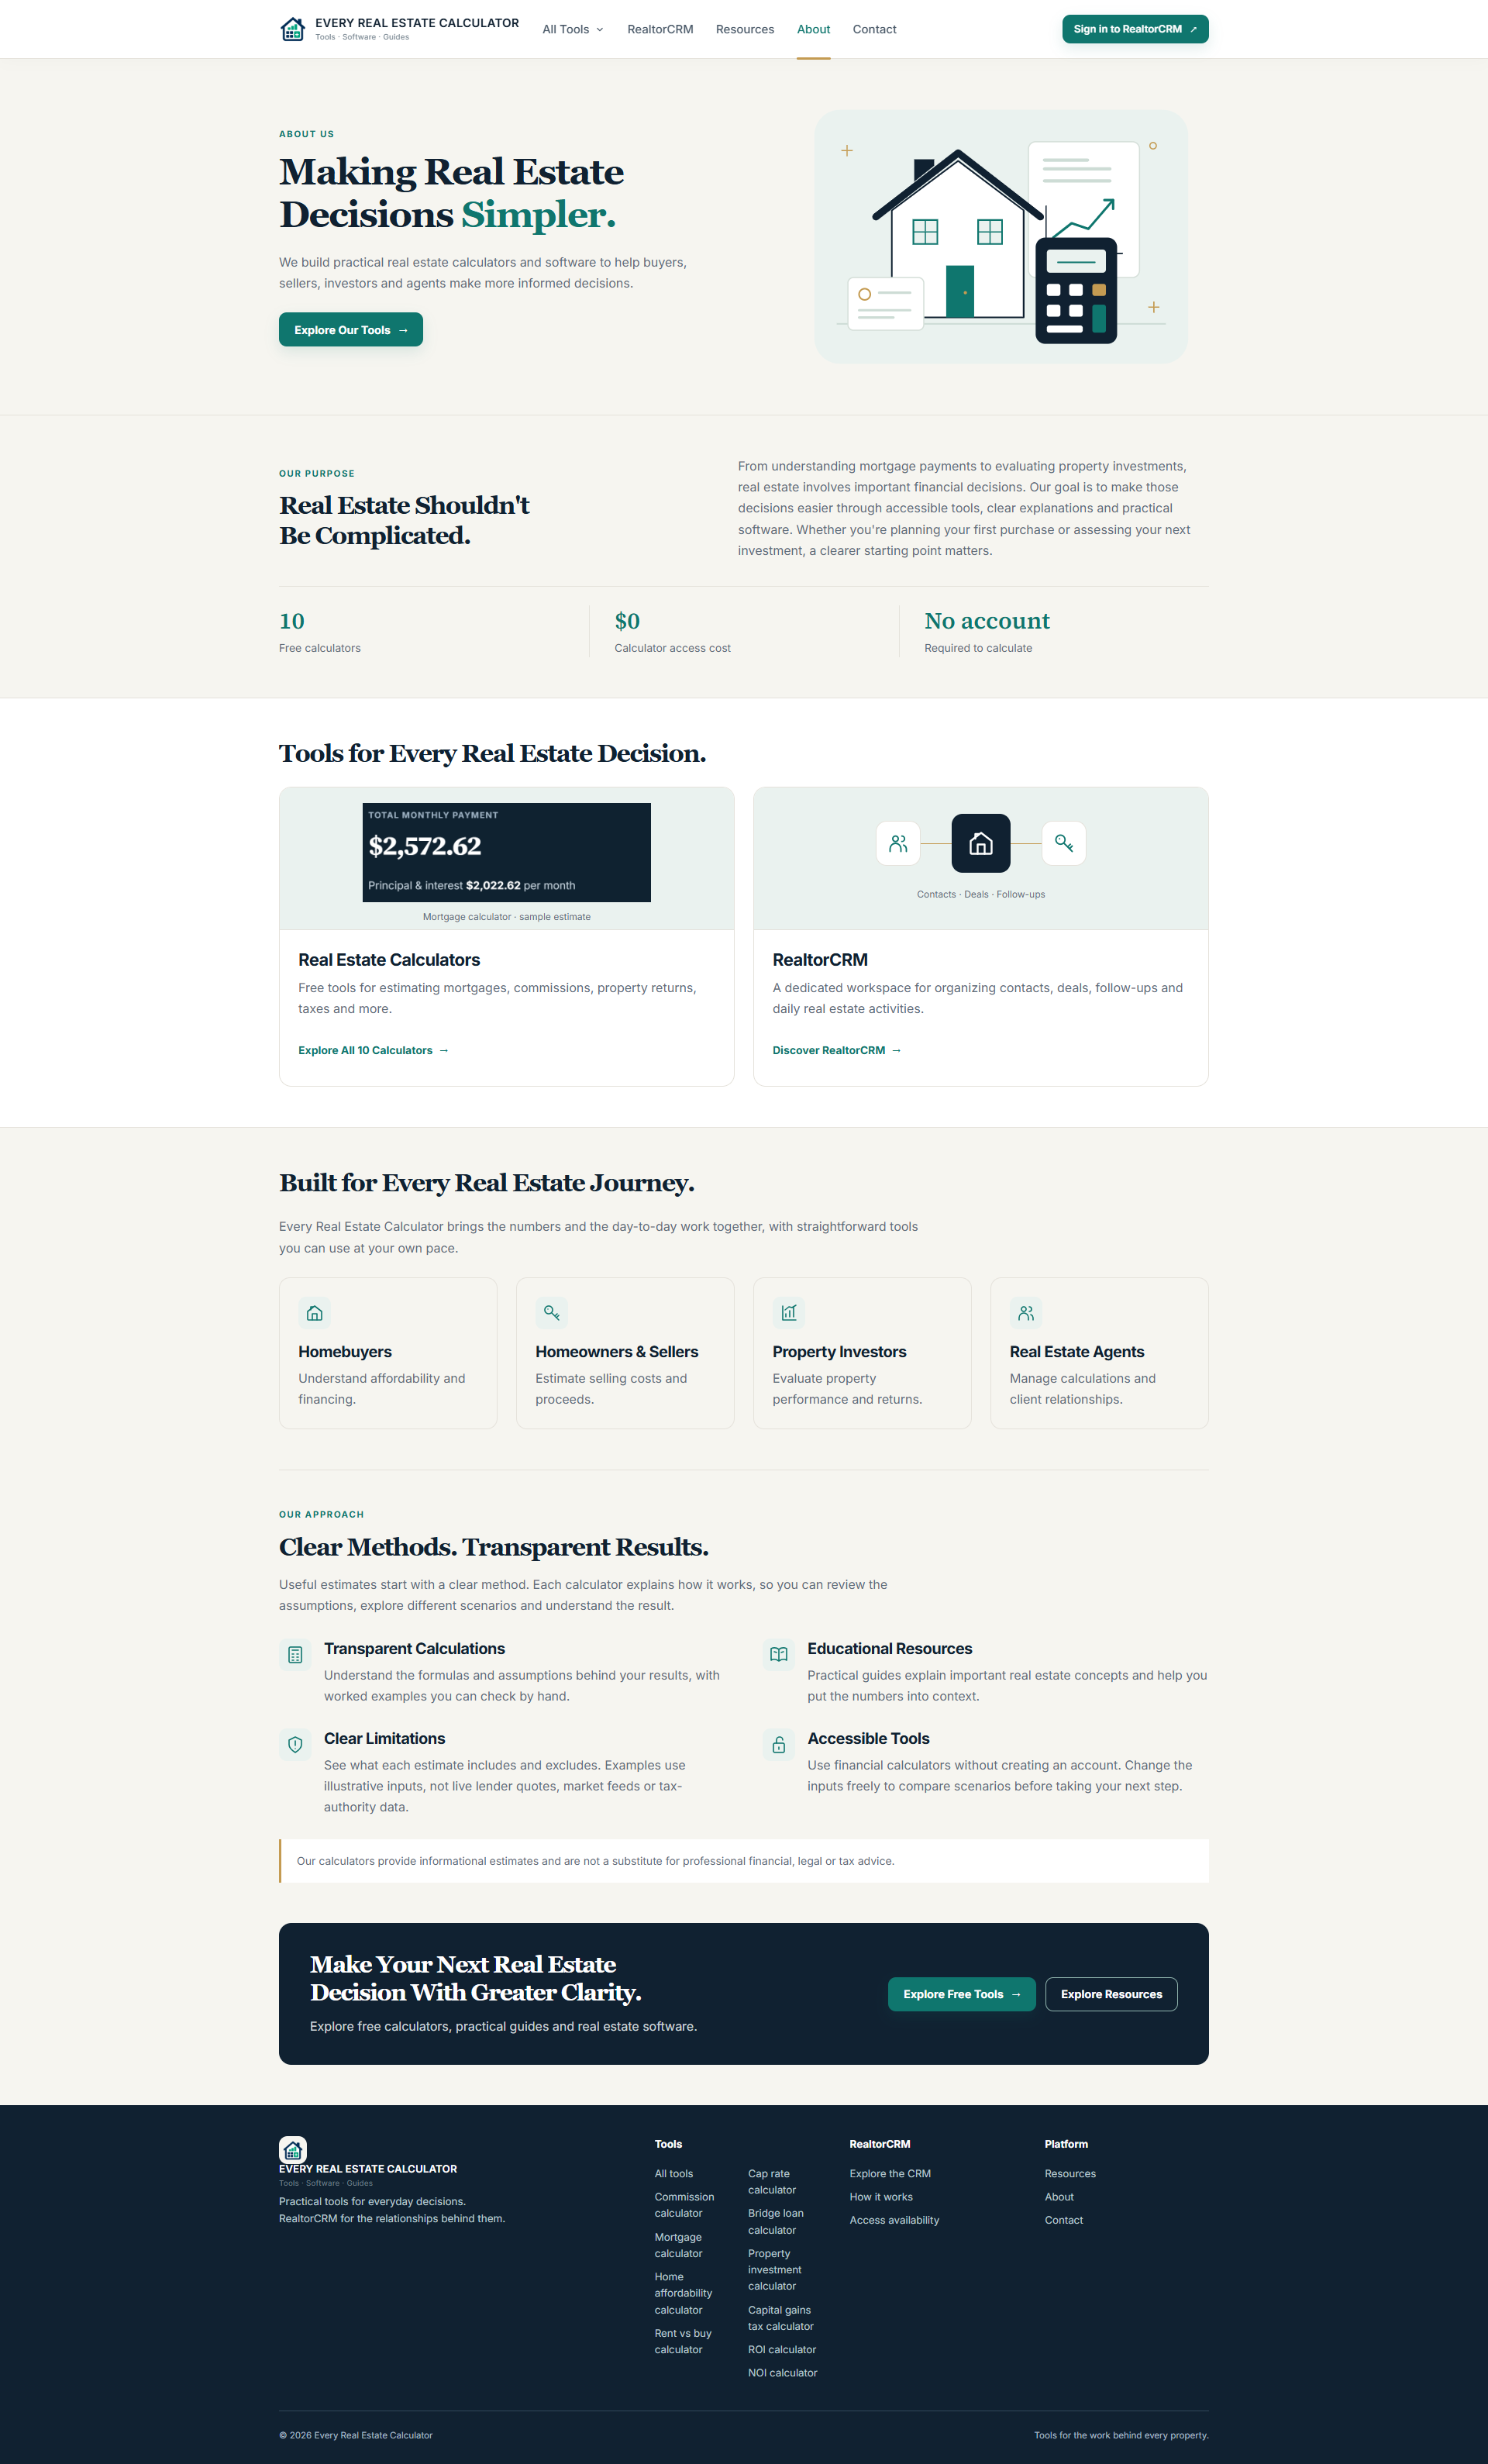 EVERY REAL ESTATE CALCULATOR
Tools · Software · Guides
All Tools
RealtorCRM
Resources
About
Contact
Sign in to RealtorCRM ↗
ABOUT US
Making Real Estate
Decisions Simpler.
We build practical real estate calculators and software to help buyers,
sellers, investors and agents make more informed decisions.
Explore Our Tools →
OUR PURPOSE
Real Estate Shouldn't
Be Complicated.
From understanding mortgage payments to evaluating property investments,
real estate involves important financial decisions. Our goal is to make those
decisions easier through accessible tools, clear explanations and practical
software. Whether you're planning your first purchase or assessing your next
investment, a clearer starting point matters.
10
Free calculators
$0
Calculator access cost
No account
Required to calculate
Tools for Every Real Estate Decision.
TOTAL MONTHLY PAYMENT
$2,572.62
Principal & interest $2,022.62 per month
Mortgage calculator · sample estimate
Real Estate Calculators
Free tools for estimating mortgages, commissions, property returns,
taxes and more.
Explore All 10 Calculators →
Contacts · Deals · Follow-ups
RealtorCRM
A dedicated workspace for organizing contacts, deals, follow-ups and
daily real estate activities.
Discover RealtorCRM →
Built for Every Real Estate Journey.
Every Real Estate Calculator brings the numbers and the day-to-day work together, with straightforward tools
you can use at your own pace.
Homebuyers
Understand affordability and
financing.
Homeowners & Sellers
Estimate selling costs and
proceeds.
Property Investors
Evaluate property
performance and returns.
Real Estate Agents
Manage calculations and
client relationships.
OUR APPROACH
Clear Methods. Transparent Results.
Useful estimates start with a clear method. Each calculator explains how it works, so you can review the
assumptions, explore different scenarios and understand the result.
Transparent Calculations
Understand the formulas and assumptions behind your results, with
worked examples you can check by hand.
Educational Resources
Practical guides explain important real estate concepts and help you
put the numbers into context.
Clear Limitations
See what each estimate includes and excludes. Examples use
illustrative inputs, not live lender quotes, market feeds or tax-
authority data.
Accessible Tools
Use financial calculators without creating an account. Change the
inputs freely to compare scenarios before taking your next step.
Our calculators provide informational estimates and are not a substitute for professional financial, legal or tax advice.
Make Your Next Real Estate
Decision With Greater Clarity.
Explore free calculators, practical guides and real estate software.
Explore Free Tools →
Explore Resources
EVERY REAL ESTATE CALCULATOR
Tools · Software · Guides
Practical tools for everyday decisions.
RealtorCRM for the relationships behind them.
Tools
All tools
Commission
calculator
Mortgage
calculator
Home
affordability
calculator
Rent vs buy
calculator
Cap rate
calculator
Bridge loan
calculator
Property
investment
calculator
Capital gains
tax calculator
ROI calculator
NOI calculator
RealtorCRM
Explore the CRM
How it works
Access availability
Platform
Resources
About
Contact
© 2026 Every Real Estate Calculator
Tools for the work behind every property.